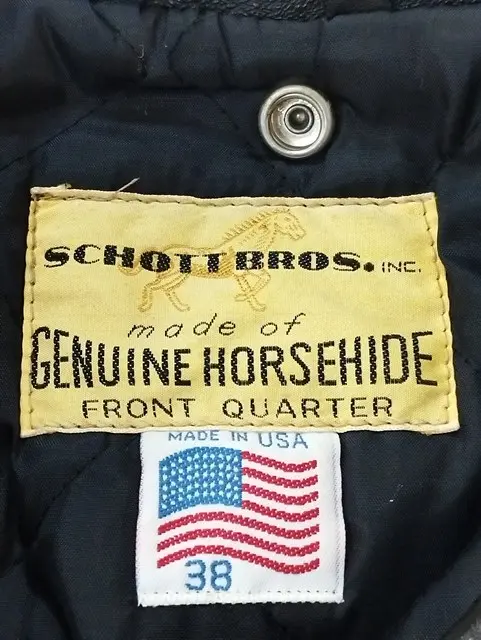 SCHOTT BROS. INC.
made of
GENUINE HORSEHIDE
FRONT QUARTER
MADE IN USA
38